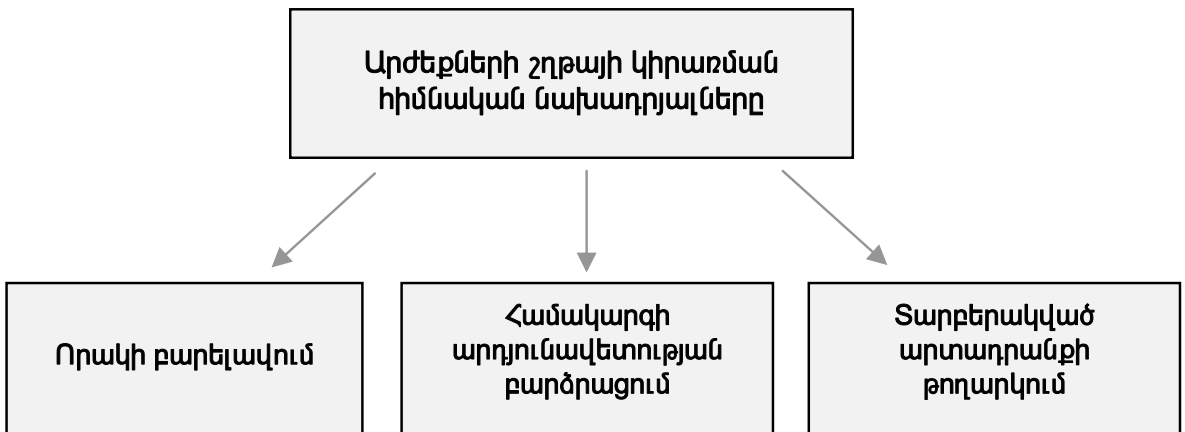 Արժեքների շղթայի կիրառման
հիմնական նախադրյալները
Որակի բարելավում
Համակարգի
արդյունավետության
բարձրացում
Տարբերակված
արտադրանքի
թողարկում